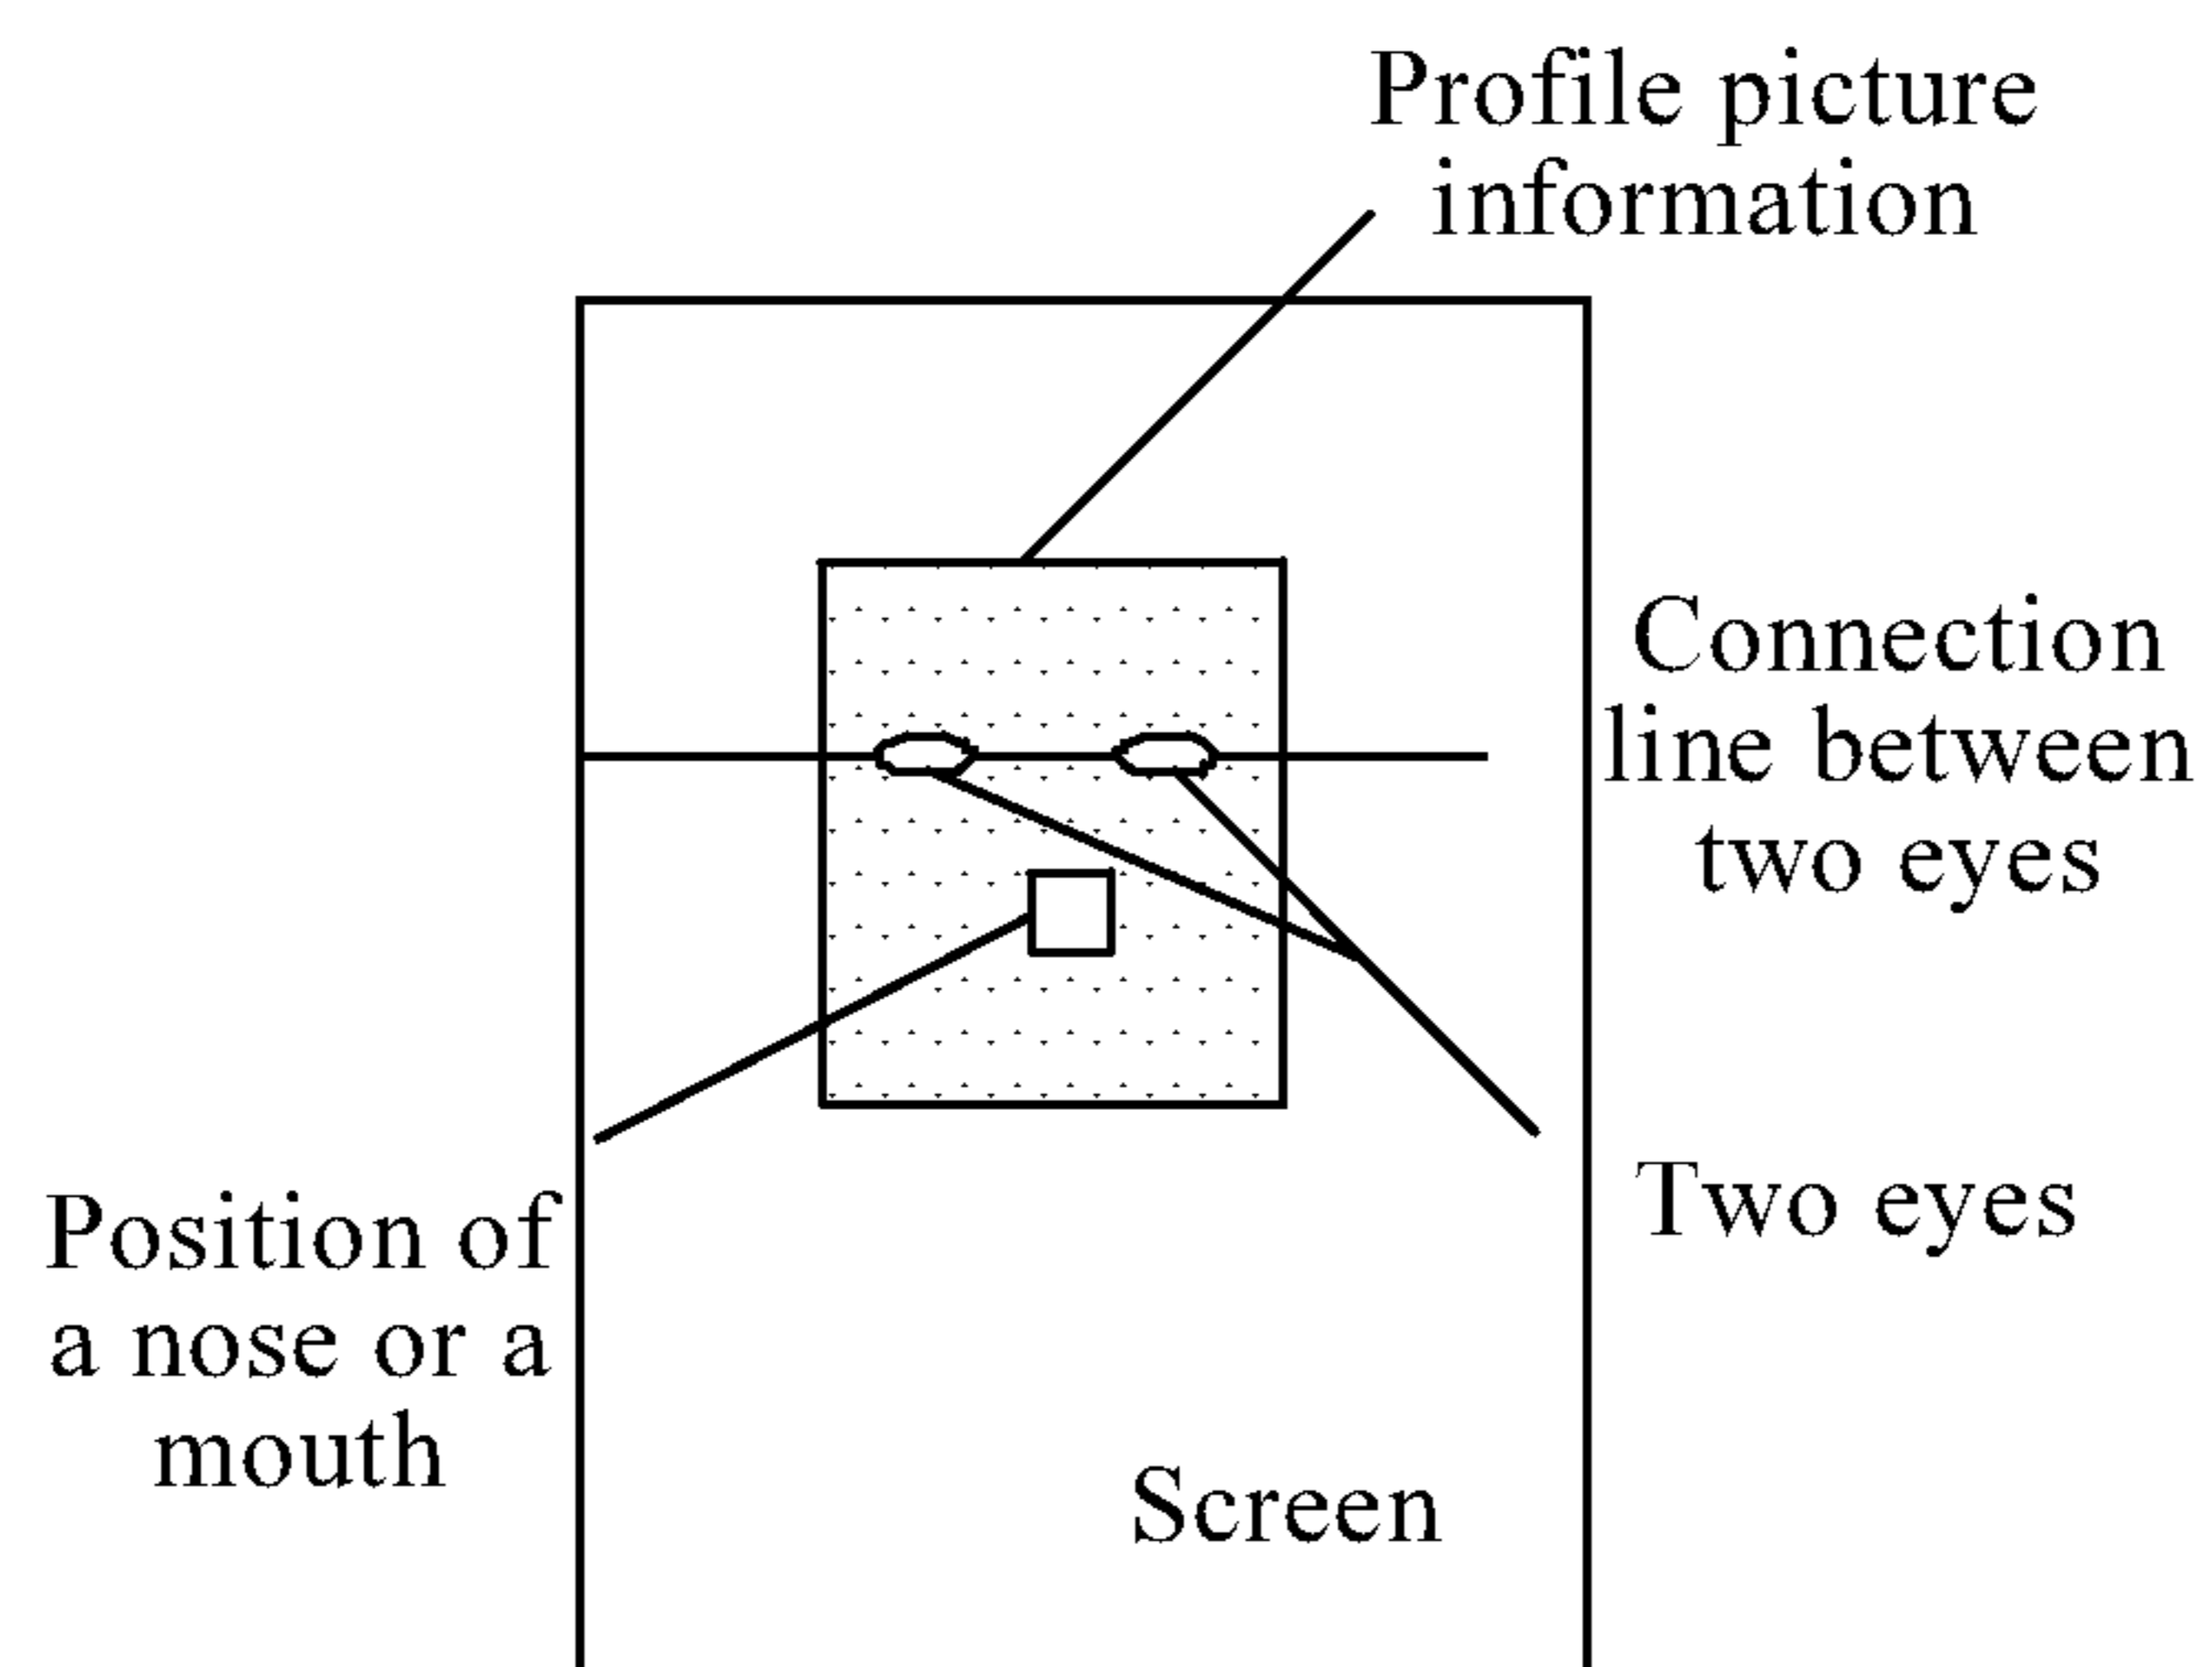 Profile picture
information
Connection
line between
two eyes
Two eyes
Position of
a nose or a
mouth
Screen